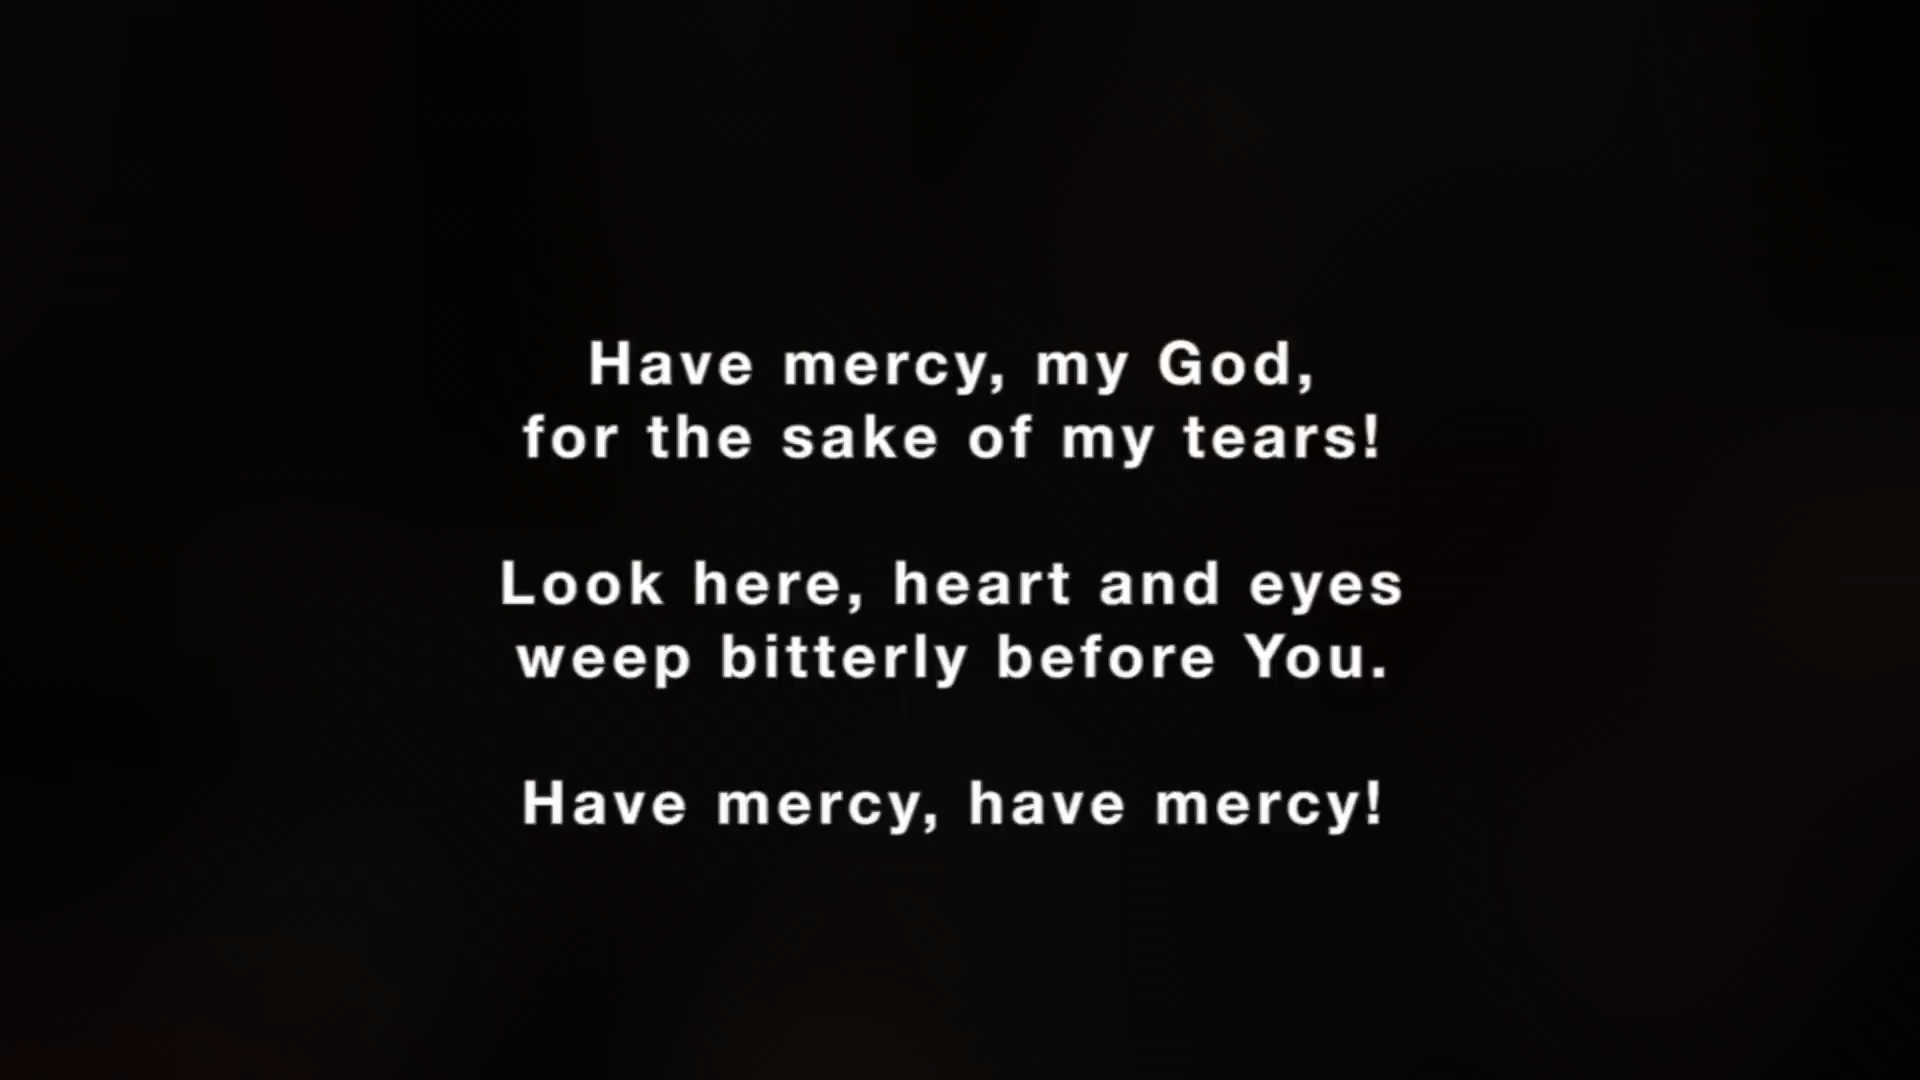 Have mercy, my God,
for the sake of my tears!
Look here, heart and eyes
weep bitterly before You.
Have mercy, have mercy!